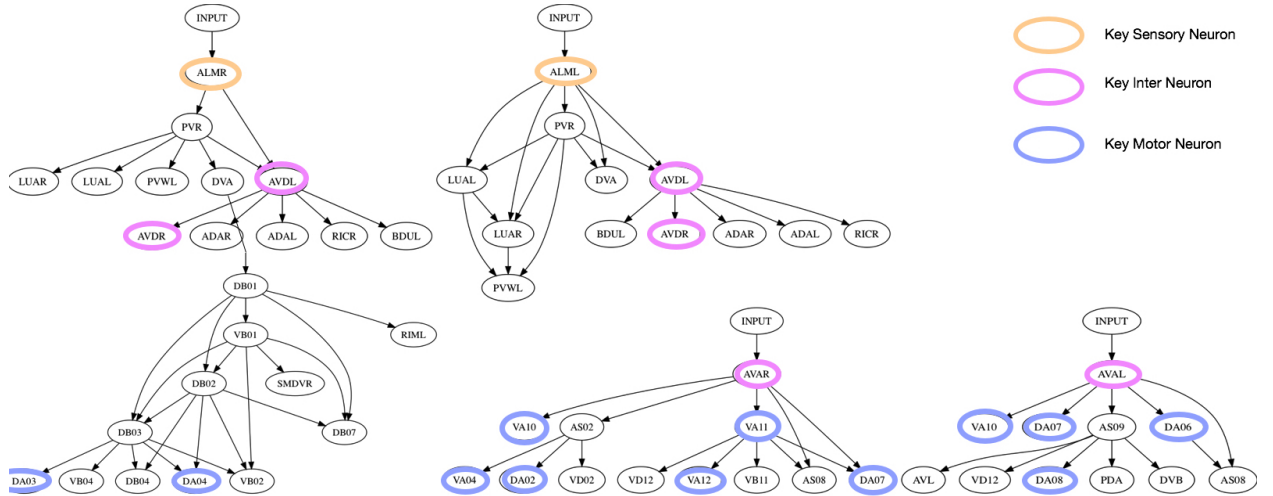 INPUT
INPUT
Key Sensory Neuron
ALMR
ALML
Key Inter Neuron
PVR
PVR
Key Motor Neuron
LUAR
LUAL
PVWL
DVA
AVDL
LUAL
DVA
AVDL
AVDR
ADAR
ADAL
RICR
BDUL
LUAR
BDUL
AVDR
ADAR
ADAL
RICR
DB01
PVWL
VB01
RIML
INPUT
INPUT
DB02
SMDVR
AVAR
AVAL
DB03
DB07
VA10
AS02
VA11
VA10
DA07
AS09
DA06
DA03
VB04
DB04
DA04
VB02
VA04
DA02
VD02
VD12
VA12
VB11
AS08
DA07
AVL
VD12
DA08
PDA
DVB
AS08